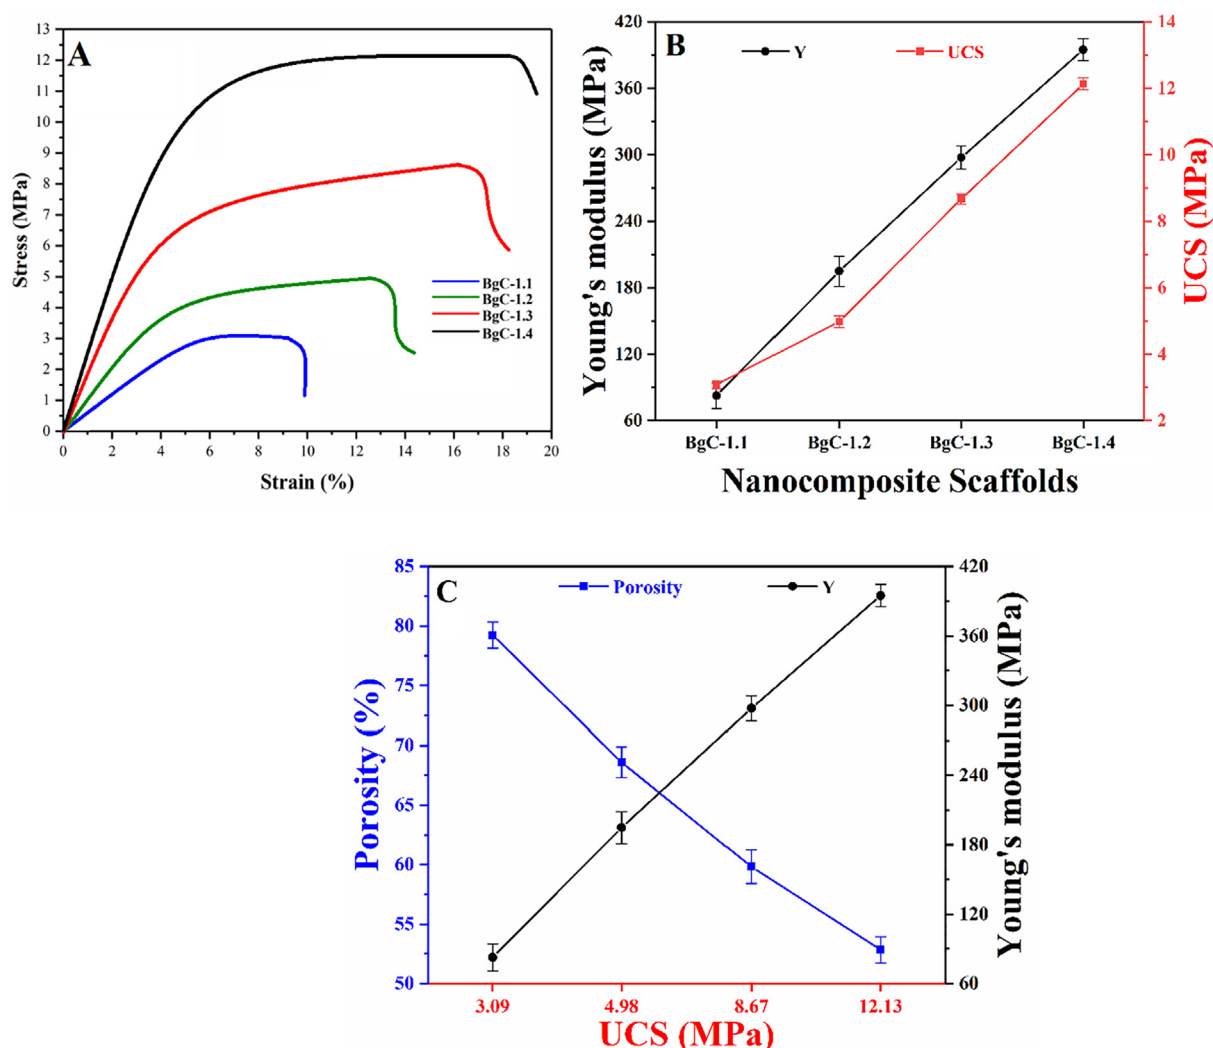 A
13
12
11
10
9
8
7
6
5
4
3
2
1
0
Stress (MPa)
BgC-1.1
BgC-1.2
BgC-1.3
BgC-1.4
0 2 4 6 8 10 12 14 16 18 20
Strain (%)
B
Y
UCS
420
360
300
240
180
120
60
Young's modulus (MPa)
14
12
10
8
6
4
2
UCS (MPa)
BgC-1.1 BgC-1.2 BgC-1.3 BgC-1.4
Nanocomposite Scaffolds
C
Porosity
Y
85
80
75
70
65
60
55
50
Porosity (%)
420
360
300
240
180
120
60
Young's modulus (MPa)
3.09 4.98 8.67 12.13
UCS (MPa)